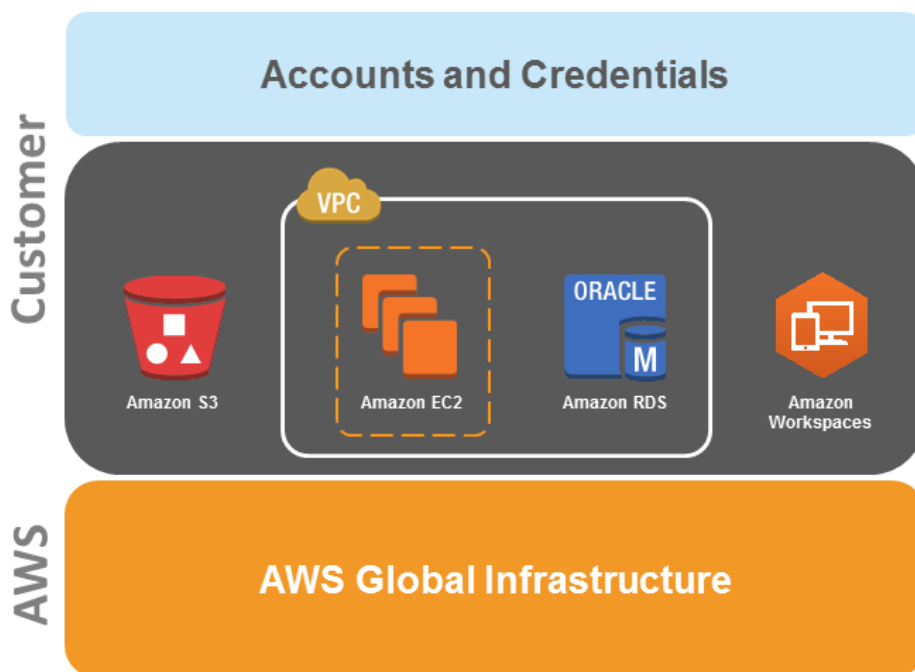 Customer
Accounts and Credentials
VPC
ORACLE
M
Amazon S3
Amazon EC2
Amazon RDS
Amazon
Workspaces
AWS
AWS Global Infrastructure